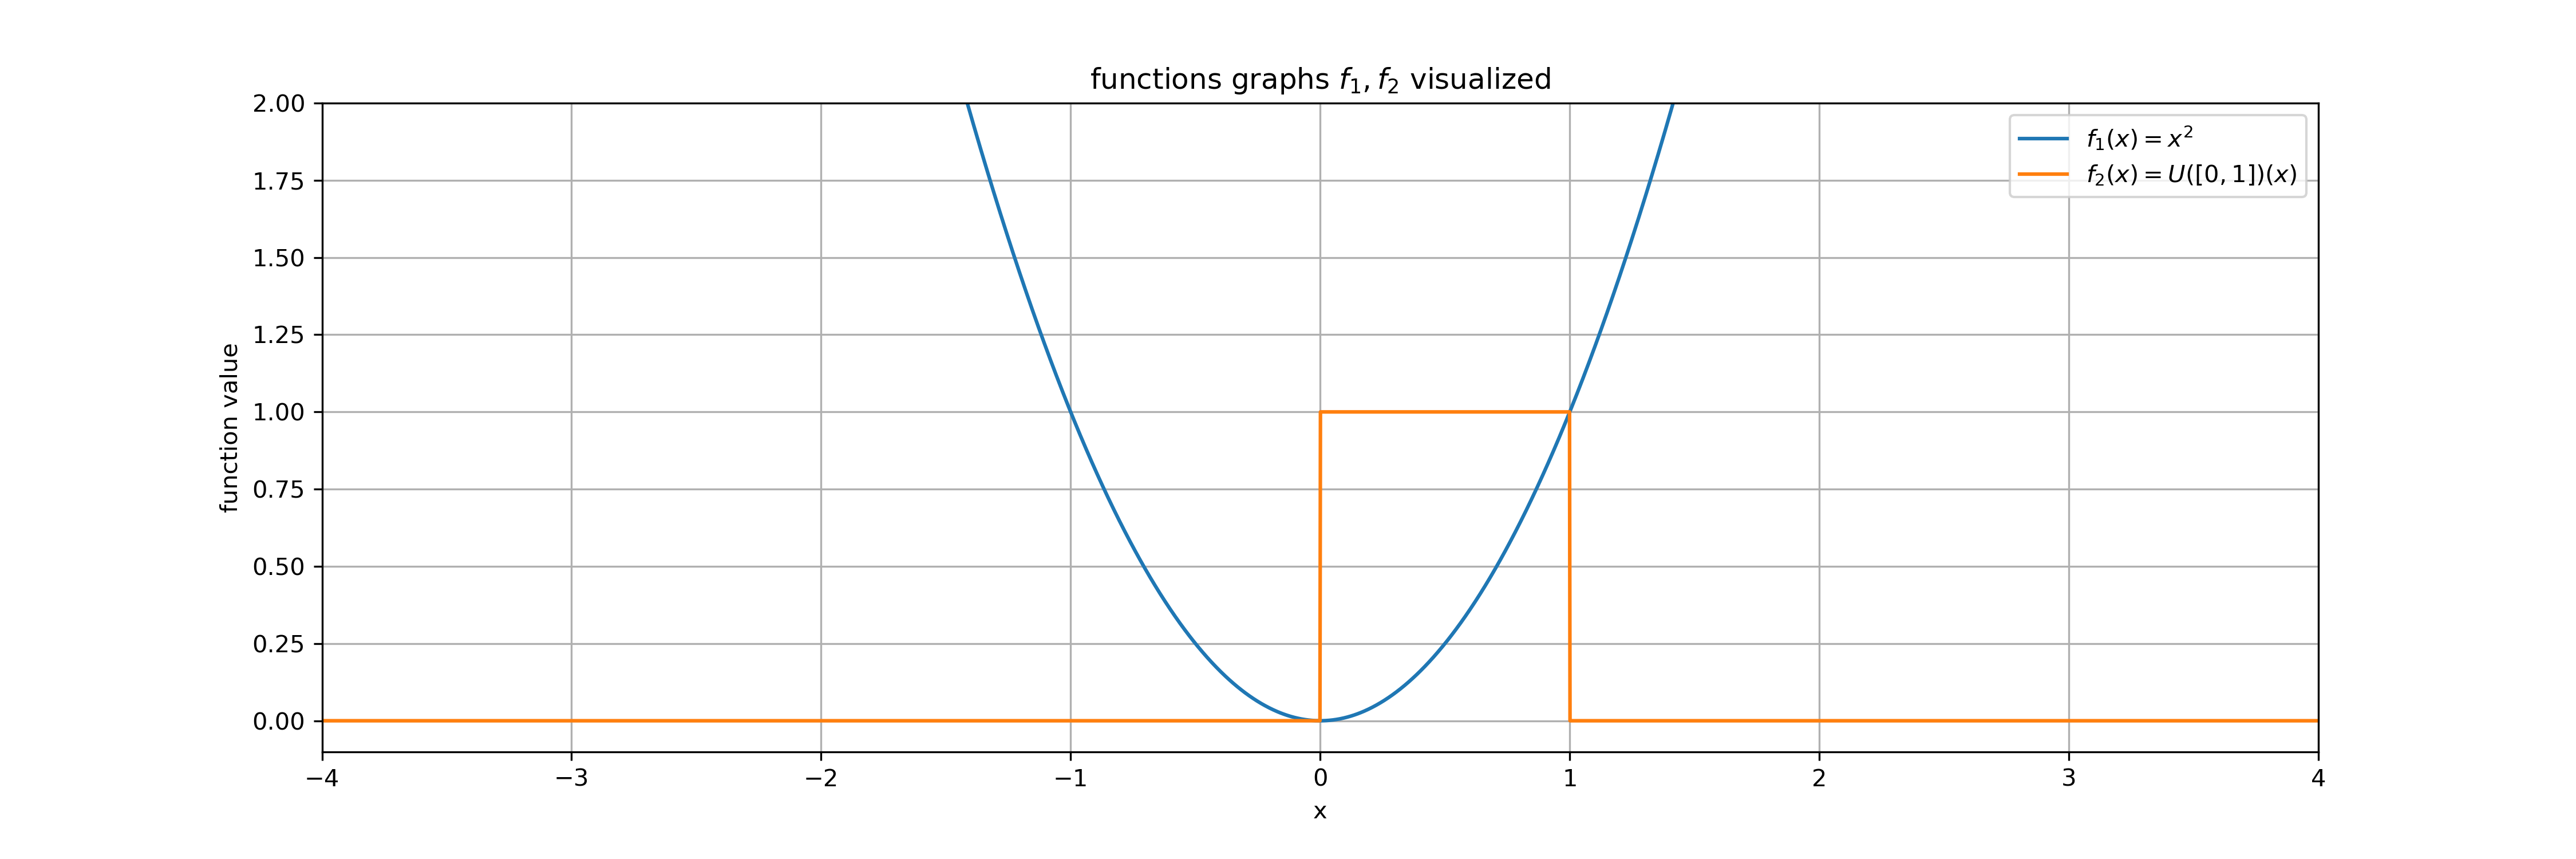 functions graphs f₁, f₂ visualized
f₁(x) = x²
f₂(x) = U([0, 1])(x)
function value
2.00
1.75
1.50
1.25
1.00
0.75
0.50
0.25
0.00
−4 −3 −2 −1 0 1 2 3 4
x